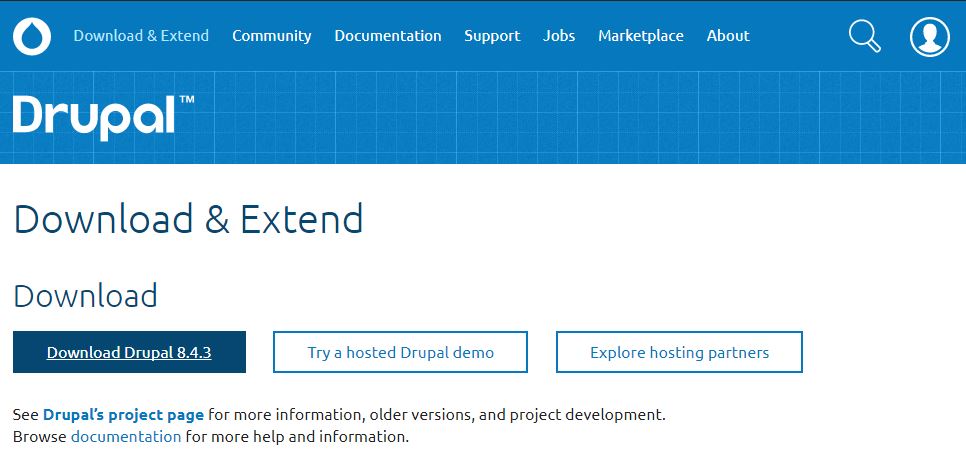 Download & Extend Community Documentation Support Jobs Marketplace About
Drupal™
Download & Extend
Download
Download Drupal 8.4.3 Try a hosted Drupal demo Explore hosting partners
See Drupal’s project page for more information, older versions, and project development.
Browse documentation for more help and information.